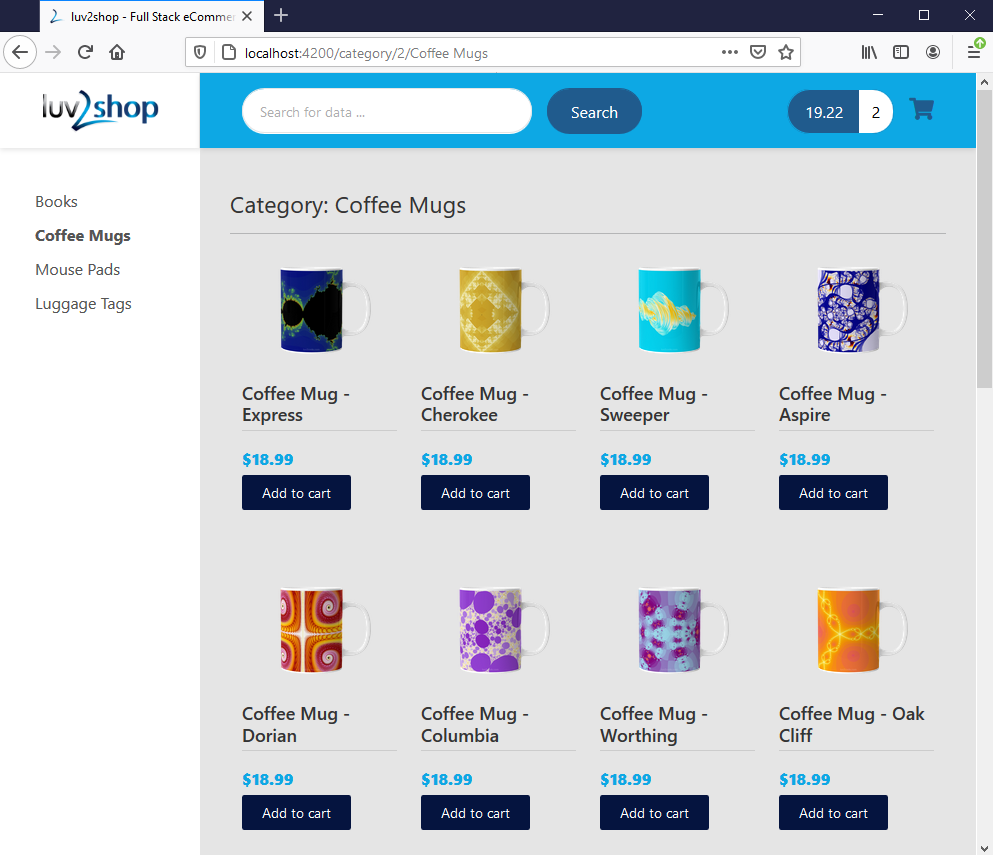 luv2shop - Full Stack eCommer
localhost:4200/category/2/Coffee Mugs
luv2shop
Search for data ...
Search
19.22
2
Books
Coffee Mugs
Mouse Pads
Luggage Tags
Category: Coffee Mugs
Coffee Mug -
Express
$18.99
Add to cart
Coffee Mug -
Cherokee
$18.99
Add to cart
Coffee Mug -
Sweeper
$18.99
Add to cart
Coffee Mug -
Aspire
$18.99
Add to cart
Coffee Mug -
Dorian
$18.99
Add to cart
Coffee Mug -
Columbia
$18.99
Add to cart
Coffee Mug -
Worthing
$18.99
Add to cart
Coffee Mug - Oak
Cliff
$18.99
Add to cart